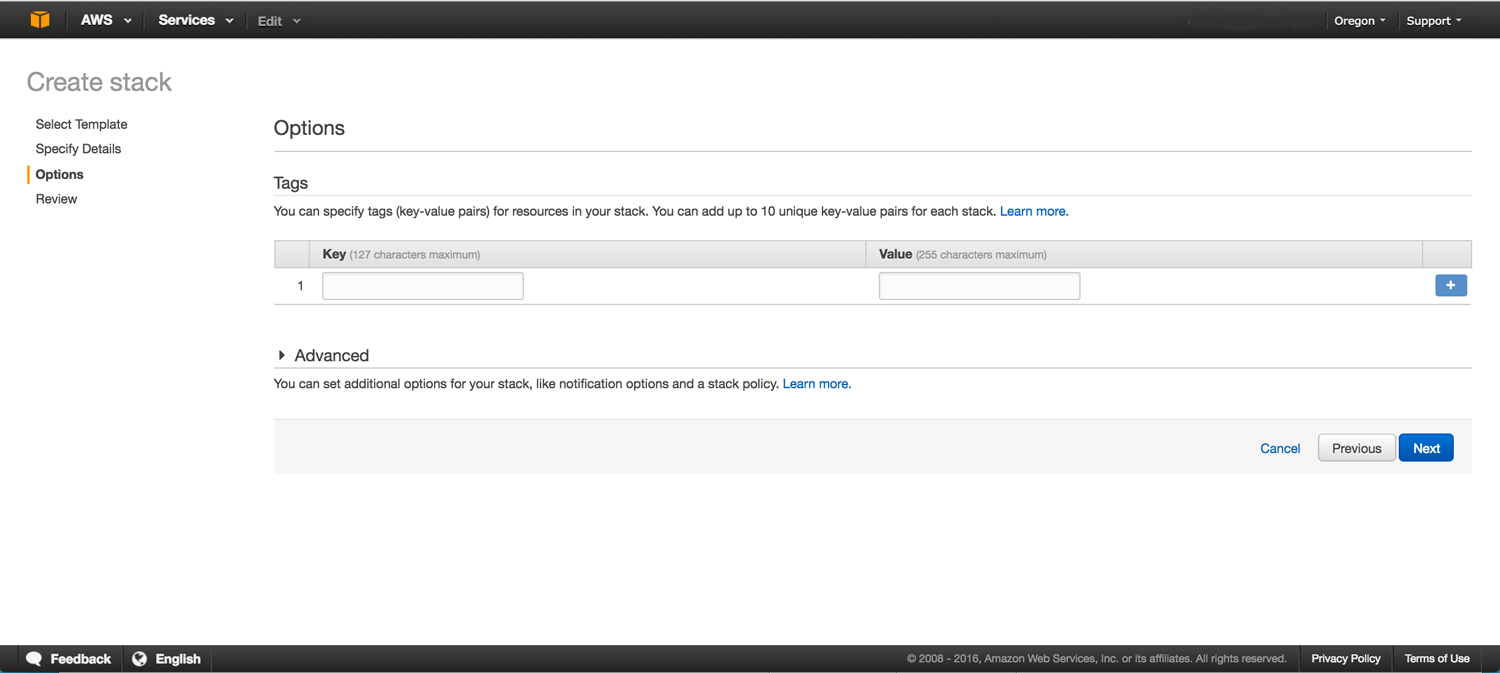 AWS Services Edit Oregon Support
Create stack
Select Template
Specify Details
Options
Review
Options
Tags
You can specify tags (key-value pairs) for resources in your stack. You can add up to 10 unique key-value pairs for each stack. Learn more.
Key (127 characters maximum) Value (255 characters maximum)
1 +
Advanced
You can set additional options for your stack, like notification options and a stack policy. Learn more.
Cancel Previous Next
Feedback English © 2008 - 2016, Amazon Web Services, Inc. or its affiliates. All rights reserved. Privacy Policy Terms of Use